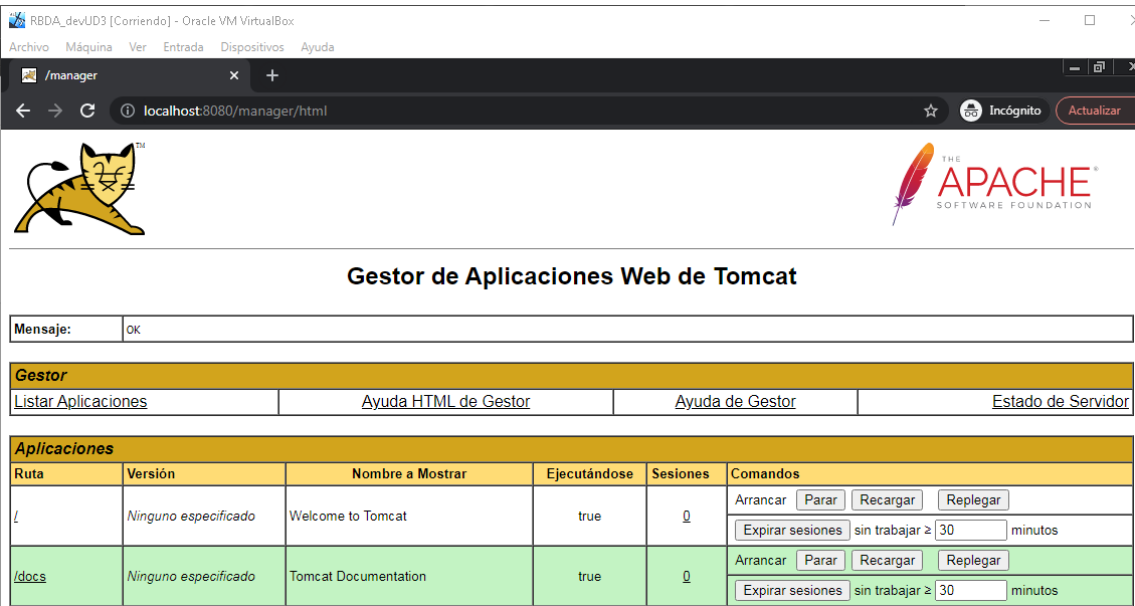 RBDA_devUD3 [Corriendo] - Oracle VM VirtualBox
Archivo Máquina Ver Entrada Dispositivos Ayuda
/manager
localhost:8080/manager/html Incógnito Actualizar
TM
THE
APACHE®
SOFTWARE FOUNDATION
Gestor de Aplicaciones Web de Tomcat
Mensaje: OK
Gestor
Listar Aplicaciones Ayuda HTML de Gestor Ayuda de Gestor Estado de Servidor
Aplicaciones
Ruta Versión Nombre a Mostrar Ejecutándose Sesiones Comandos
/ Ninguno especificado Welcome to Tomcat true 0 Arrancar Parar Recargar Replegar
Expirar sesiones sin trabajar ≥ 30 minutos
/docs Ninguno especificado Tomcat Documentation true 0 Arrancar Parar Recargar Replegar
Expirar sesiones sin trabajar ≥ 30 minutos